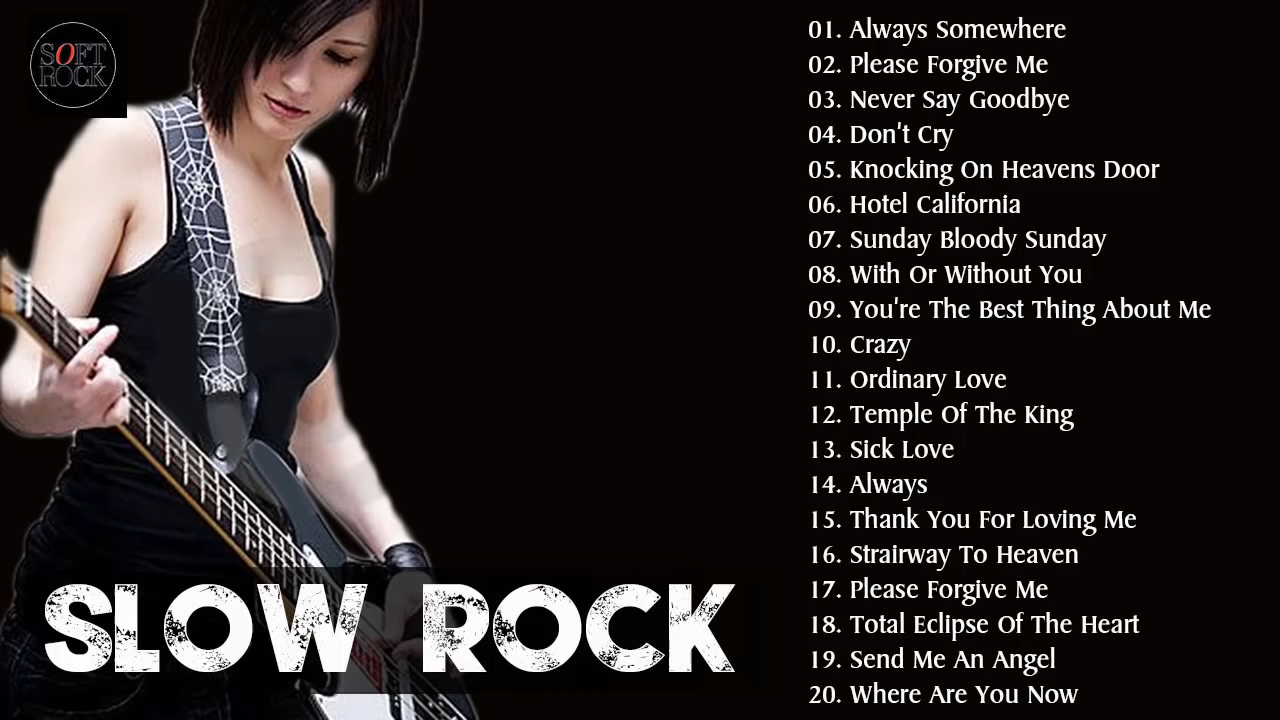 SOFT
ROCK
01. Always Somewhere
02. Please Forgive Me
03. Never Say Goodbye
04. Don't Cry
05. Knocking On Heavens Door
06. Hotel California
07. Sunday Bloody Sunday
08. With Or Without You
09. You're The Best Thing About Me
10. Crazy
11. Ordinary Love
12. Temple Of The King
13. Sick Love
14. Always
15. Thank You For Loving Me
16. Strairway To Heaven
17. Please Forgive Me
18. Total Eclipse Of The Heart
19. Send Me An Angel
20. Where Are You Now
SLOW ROCK